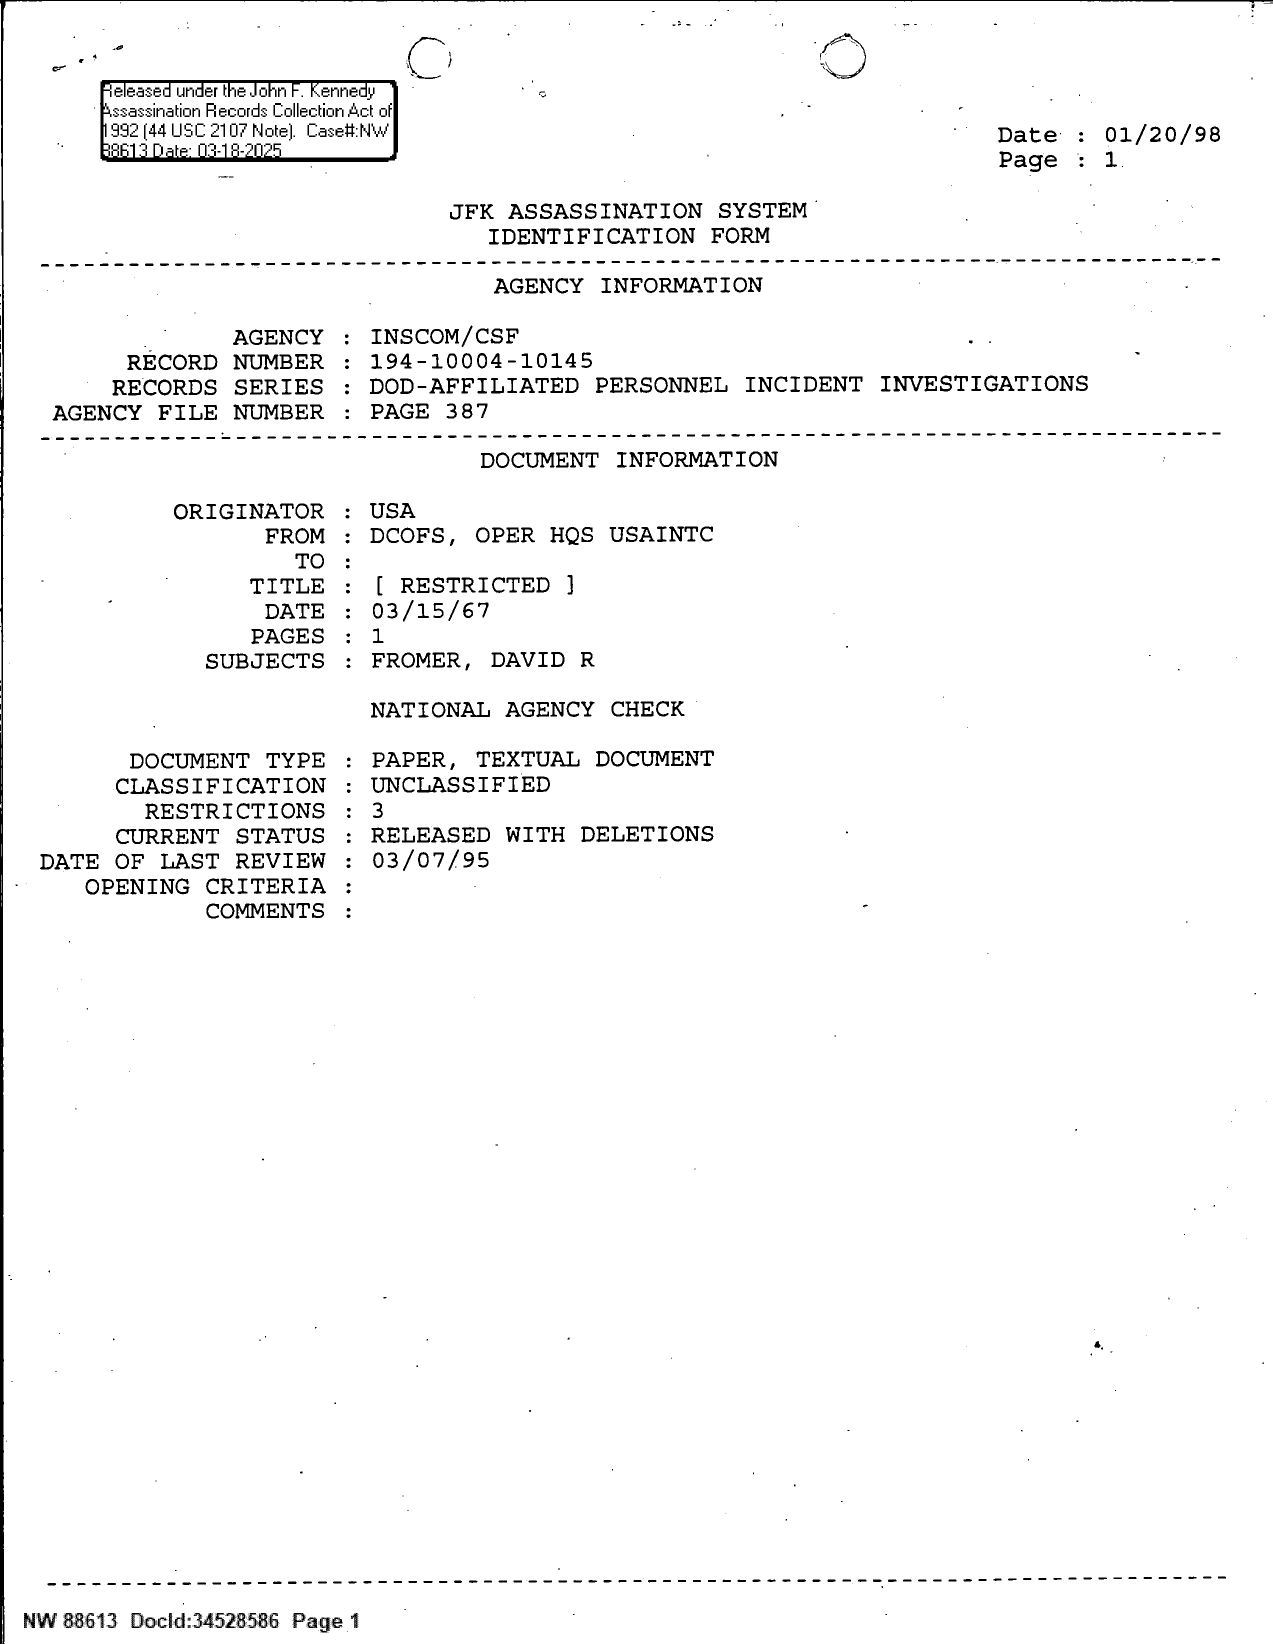 Released under the John F. Kennedy
Assassination Records Collection Act of
1992 (44 USC 2107 Note). Case#:NW
88613 Date: 03-18-2025
Date : 01/20/98
Page : 1
JFK ASSASSINATION SYSTEM
IDENTIFICATION FORM
AGENCY INFORMATION
AGENCY : INSCOM/CSF
RECORD NUMBER : 194-10004-10145
RECORDS SERIES : DOD-AFFILIATED PERSONNEL INCIDENT INVESTIGATIONS
AGENCY FILE NUMBER : PAGE 387
DOCUMENT INFORMATION
ORIGINATOR : USA
FROM : DCOFS, OPER HQS USAINTC
TO :
TITLE : [ RESTRICTED ]
DATE : 03/15/67
PAGES : 1
SUBJECTS : FROMER, DAVID R
NATIONAL AGENCY CHECK
DOCUMENT TYPE : PAPER, TEXTUAL DOCUMENT
CLASSIFICATION : UNCLASSIFIED
RESTRICTIONS : 3
CURRENT STATUS : RELEASED WITH DELETIONS
DATE OF LAST REVIEW : 03/07/95
OPENING CRITERIA :
COMMENTS :
NW 88613 DocId:34528586 Page 1